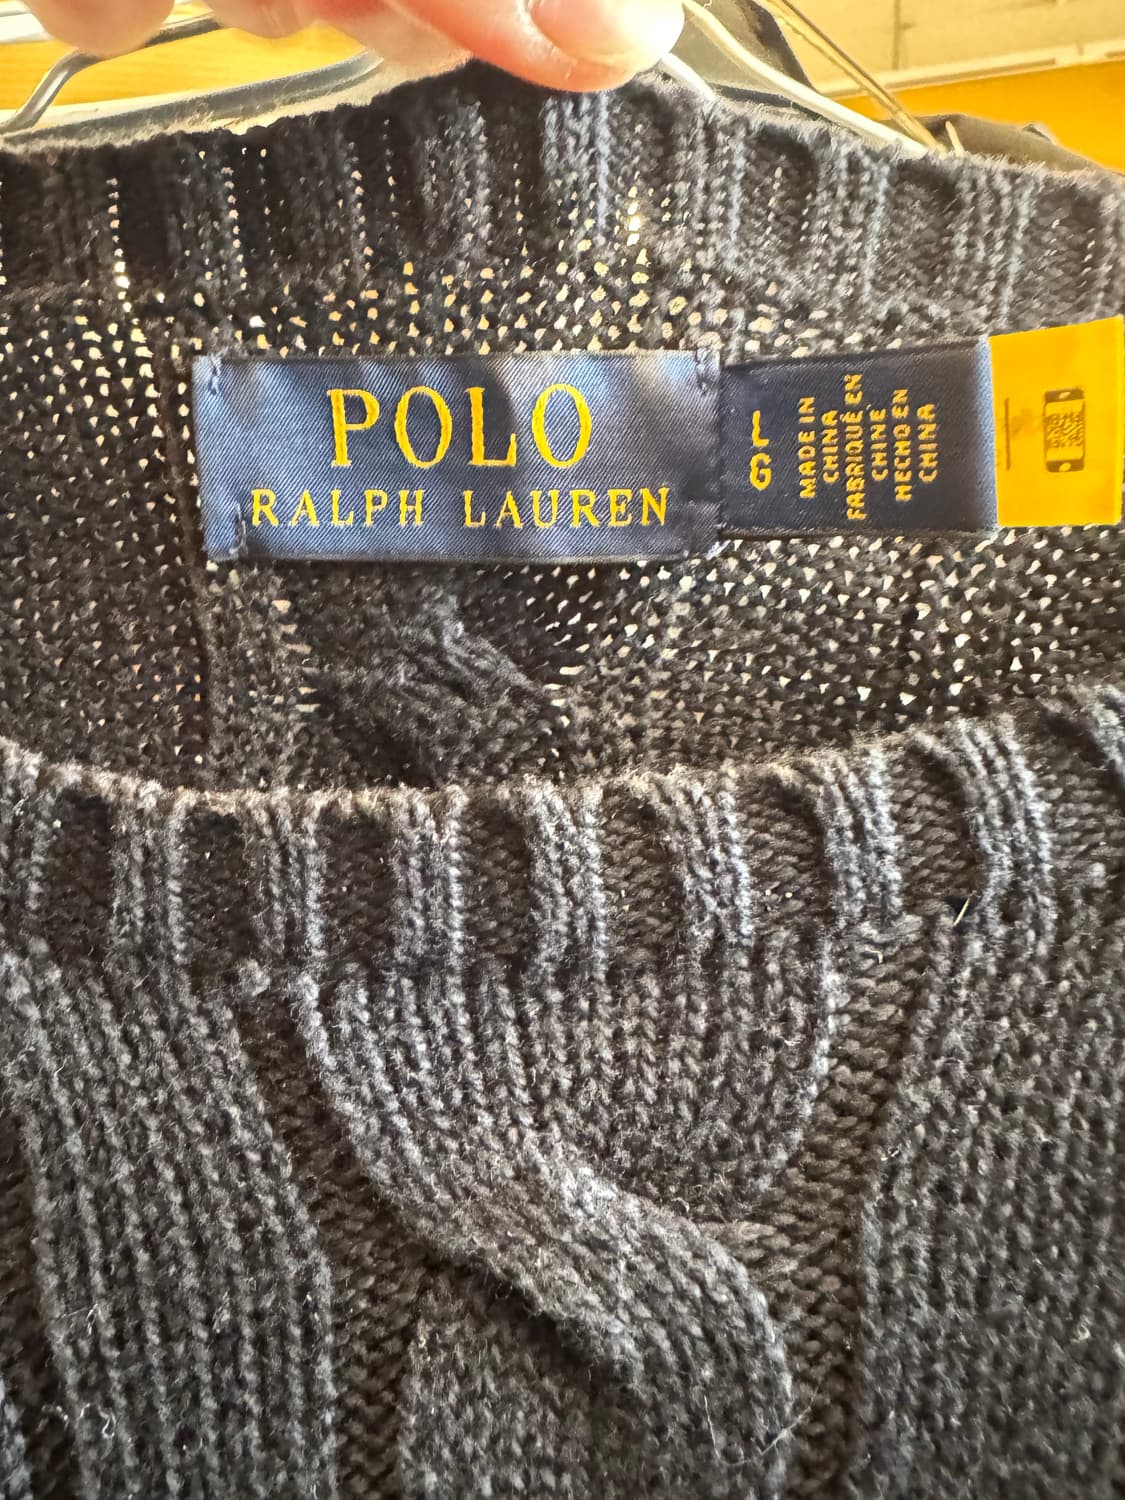 POLO
RALPH LAUREN
L
G
MADE IN
CHINA
FABRIQUÉ EN
CHINE
HECHO EN
CHINA